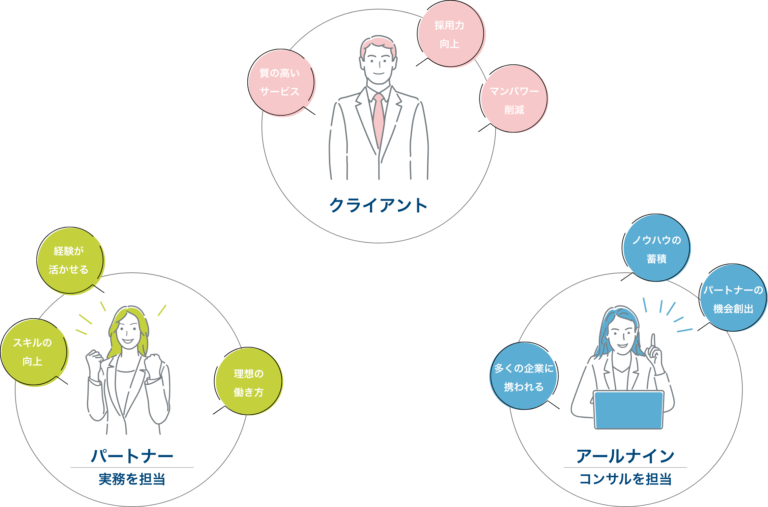 採用力
向上
質の高い
サービス
マンパワー
削減
クライアント
経験が
活かせる
スキルの
向上
理想の
働き方
パートナー
実務を担当
ノウハウの
蓄積
パートナーの
機会創出
多くの企業に
携われる
アールナイン
コンサルを担当